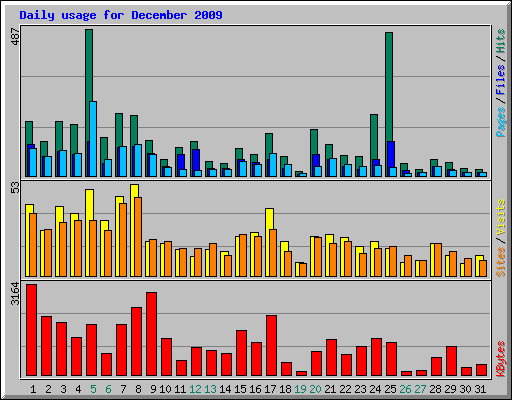 Daily usage for December 2009
487
Pages / Files / Hits
53
Sites / Visits
3164
KBytes
1 2 3 4 5 6 7 8 9 10 11 12 13 14 15 16 17 18 19 20 21 22 23 24 25 26 27 28 29 30 31